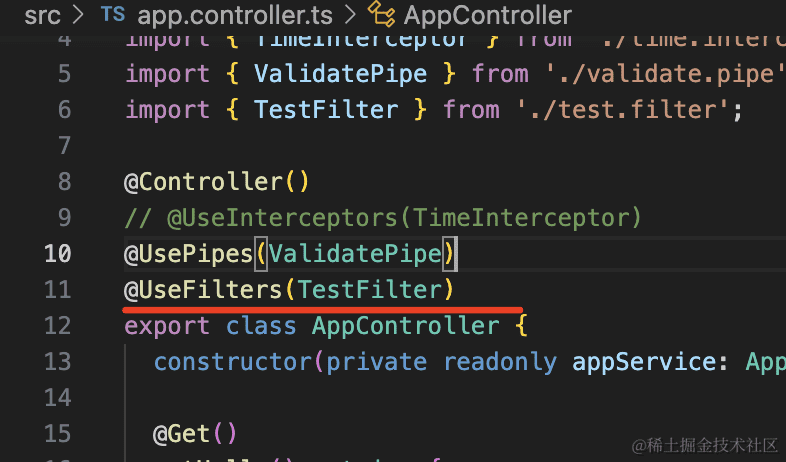 src > TS app.controller.ts > AppController
4 import { TimeInterceptor } from './time.interc
5 import { ValidatePipe } from './validate.pipe'
6 import { TestFilter } from './test.filter';
7
8 @Controller()
9 // @UseInterceptors(TimeInterceptor)
10 @UsePipes(ValidatePipe)
11 @UseFilters(TestFilter)
12 export class AppController {
13 constructor(private readonly appService: App
14
15 @Get()
@稀土掘金技术社区